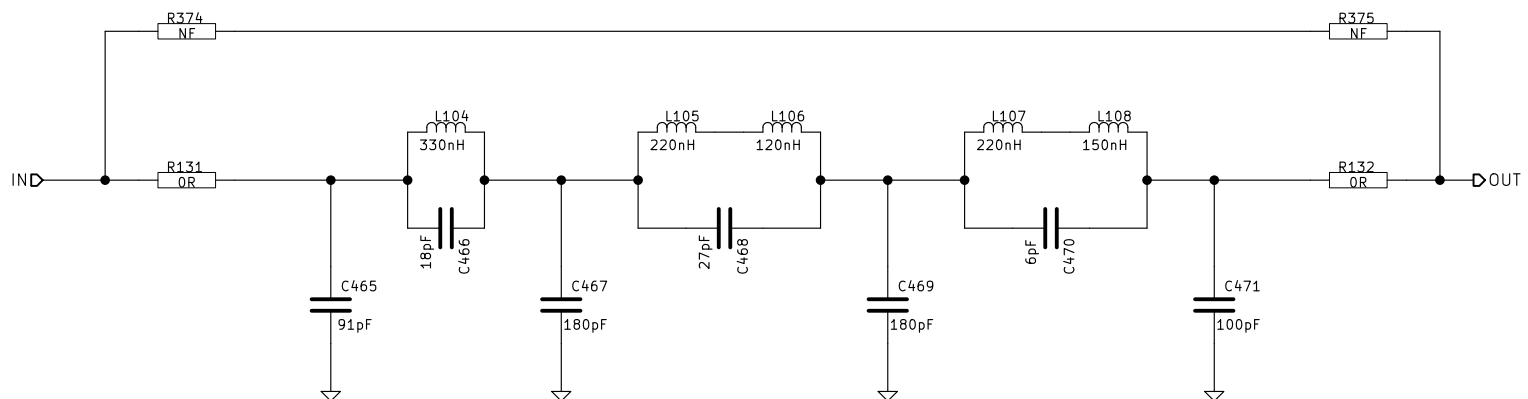 R374
NF
R375
NF
L104
330nH
L105
220nH
L106
120nH
L107
220nH
L108
150nH
IN
R131
0R
R132
0R
OUT
18pF
C466
27pF
C468
6pF
C470
C465
91pF
C467
180pF
C469
180pF
C471
100pF